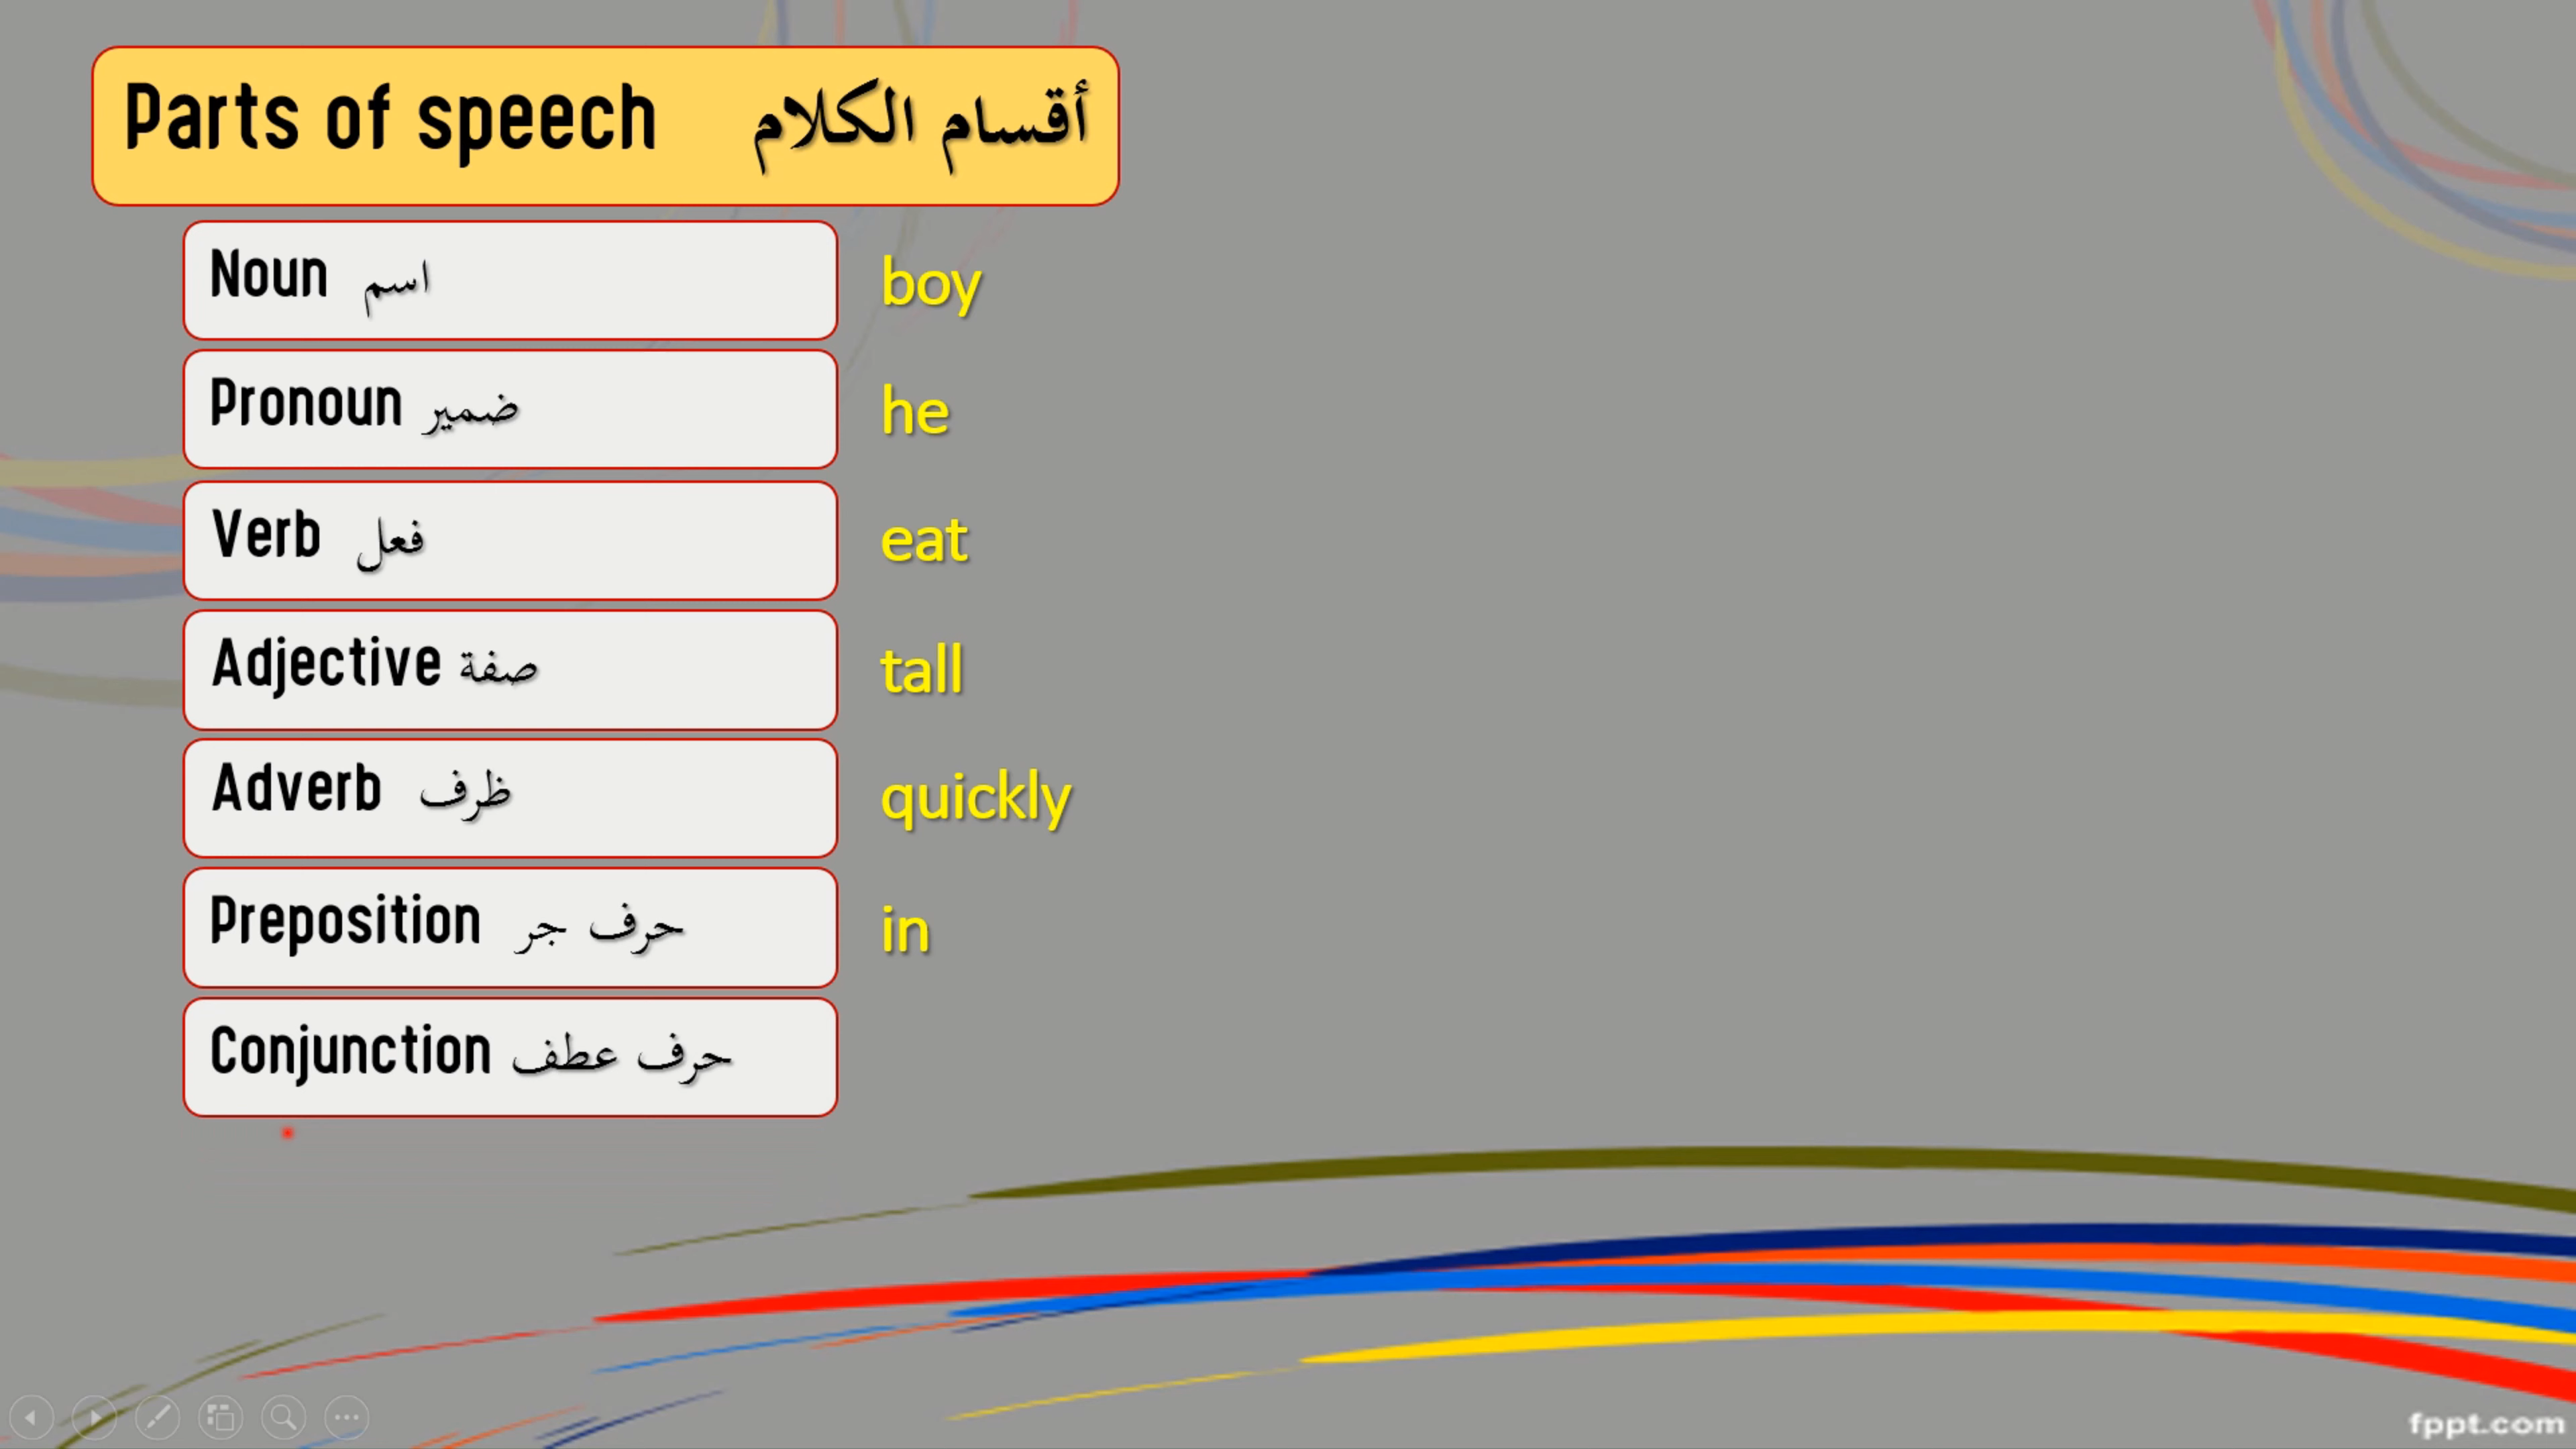 Parts of speech أقسام الكلام
Noun اسم
boy
Pronoun ضمير
he
Verb فعل
eat
Adjective صفة
tall
Adverb ظرف
quickly
Preposition حرف جر
in
Conjunction حرف عطف
fppt.com